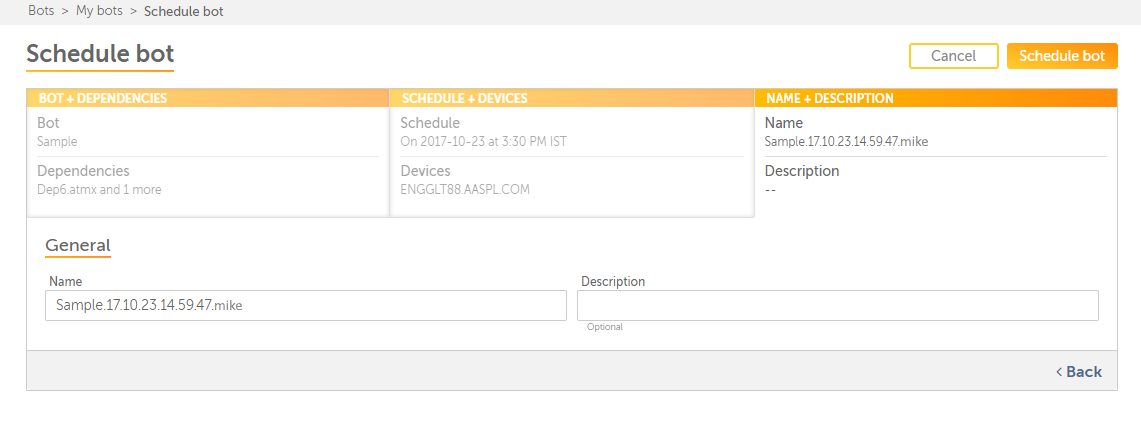 Bots > My bots > Schedule bot
Schedule bot
Cancel
Schedule bot
BOT + DEPENDENCIES
Bot
Sample
Dependencies
Dep6.atmx and 1 more
SCHEDULE + DEVICES
Schedule
On 2017-10-23 at 3:30 PM IST
Devices
ENGGLT88.AASPL.COM
NAME + DESCRIPTION
Name
Sample.17.10.23.14.59.47.mike
Description
--
General
Name
Sample.17.10.23.14.59.47.mike
Description
Optional
< Back